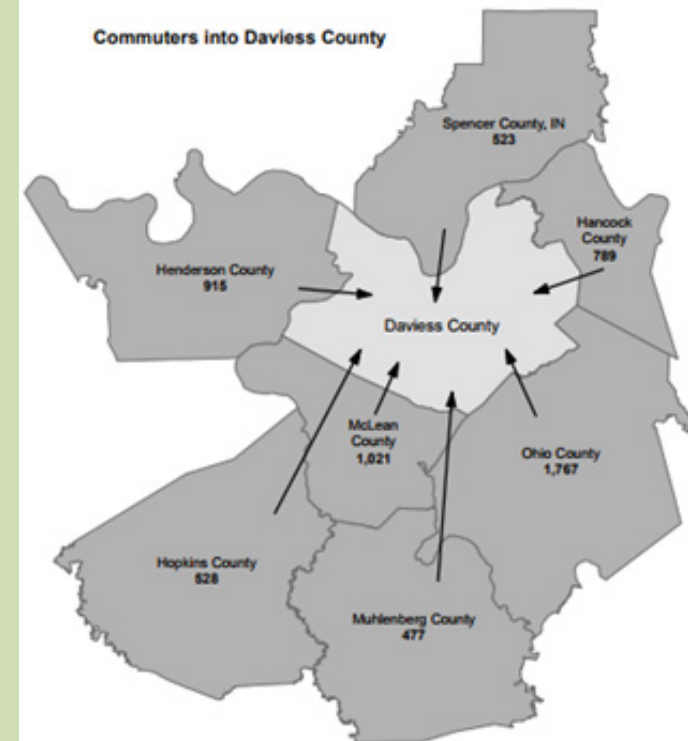 Commuters into Daviess County
Spencer County, IN
523
Hancock
County
789
Henderson County
915
Daviess County
McLean
County
1,021
Ohio County
1,767
Hopkins County
528
Muhlenberg County
477